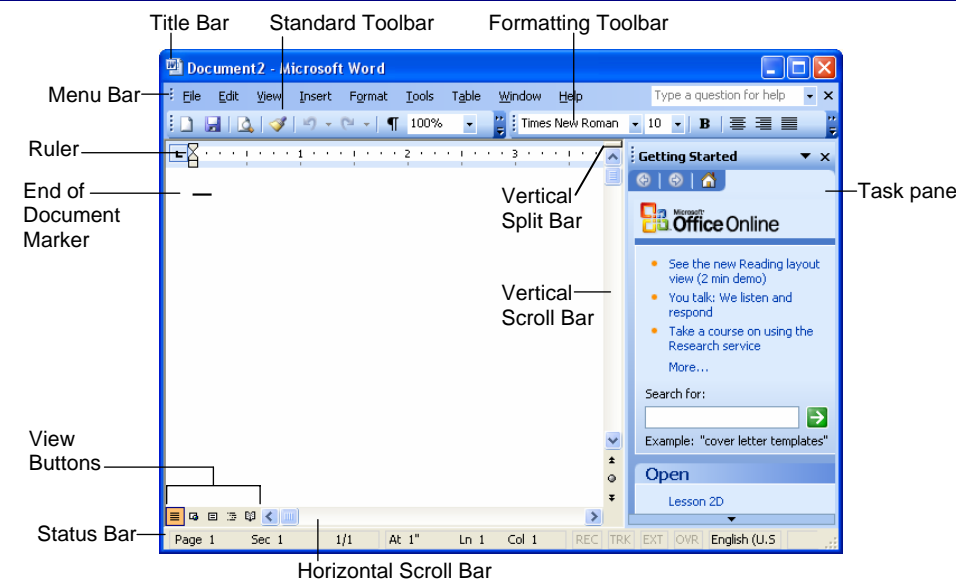 Title Bar
Standard Toolbar
Formatting Toolbar
Document2 - Microsoft Word
Menu Bar
File Edit View Insert Format Tools Table Window Help
Type a question for help
100%
Times New Roman
10
B
Ruler
1 2 3
Getting Started
End of
Document
Marker
Vertical
Split Bar
Task pane
Microsoft
Office Online
See the new Reading layout
view (2 min demo)
You talk: We listen and
respond
Take a course on using the
Research service
More...
Vertical
Scroll Bar
Search for:
Example: "cover letter templates"
View
Buttons
Open
Lesson 2D
Status Bar
Page 1 Sec 1 1/1 At 1" Ln 1 Col 1 REC TRK EXT OVR English (U.S
Horizontal Scroll Bar